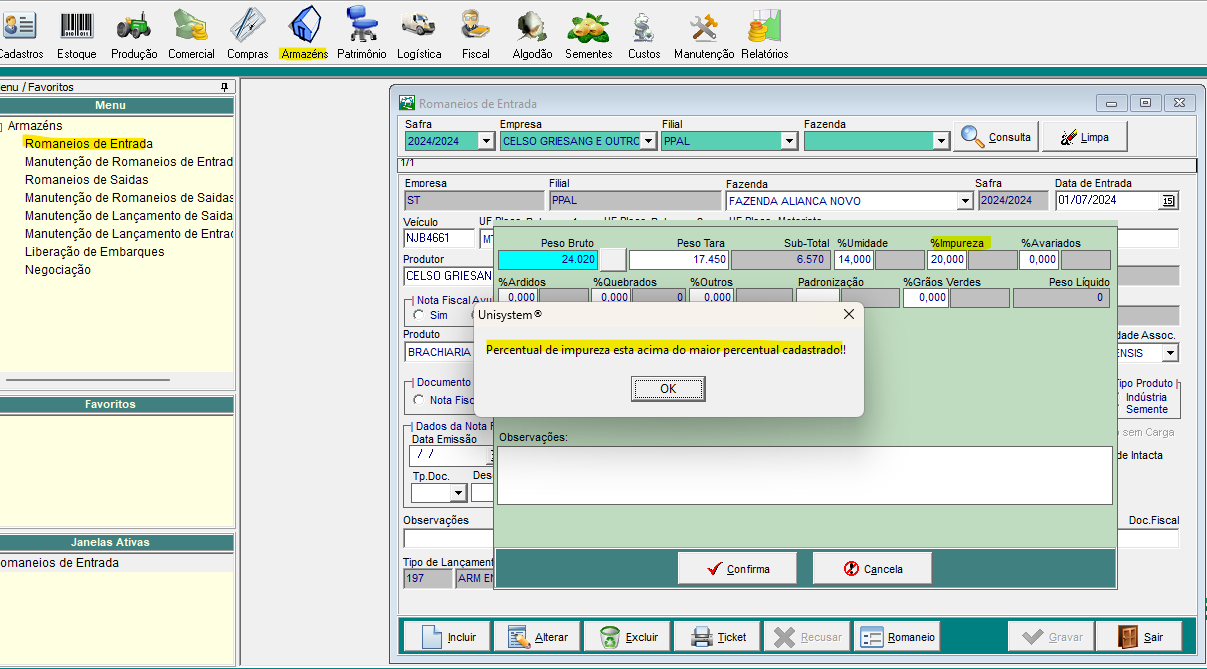 Cadastros Estoque Produção Comercial Compras Armazéns Patrimônio Logística Fiscal Algodão Sementes Custos Manutenção Relatórios
enu / Favoritos
Menu
Armazéns
Romaneios de Entrada
Manutenção de Romaneios de Entrad
Romaneios de Saidas
Manutenção de Romaneios de Saidas
Manutenção de Lançamento de Saida
Manutenção de Lançamento de Entrad
Liberação de Embarques
Negociação
Favoritos
Janelas Ativas
omaneios de Entrada
Romaneios de Entrada
Safra Empresa Filial Fazenda
2024/2024 CELSO GRIESANG E OUTRO PPAL Consulta Limpa
1/1
Empresa Filial Fazenda Safra Data de Entrada
ST PPAL FAZENDA ALIANCA NOVO 2024/2024 01/07/2024 15
Veículo
NJB4661
Produtor
CELSO GRIESAN
Nota Fiscal Avu
Sim
Produto
BRACHIARIA
Documento
Nota Fisc
Dados da Nota F
Data Emissão
/ /
Tp.Doc. Des
Observações
Tipo de Lançament
197 ARM EN
Peso Bruto Peso Tara Sub-Total %Umidade %Impureza %Avariados
24.020 17.450 6.570 14,000 20,000 0,000
%Ardidos %Quebrados %Outros Padronização %Grãos Verdes Peso Líquido
0,000 0,000 0 0,000 0,000 0
Unisystem®
Percentual de impureza esta acima do maior percentual cadastrado!!
OK
Observações:
Confirma Cancela
dade Assoc.
ENSIS
Tipo Produto
Indústria
Semente
sem Carga
de Intacta
Doc.Fiscal
Incluir Alterar Excluir Ticket Recusar Romaneio Gravar Sair